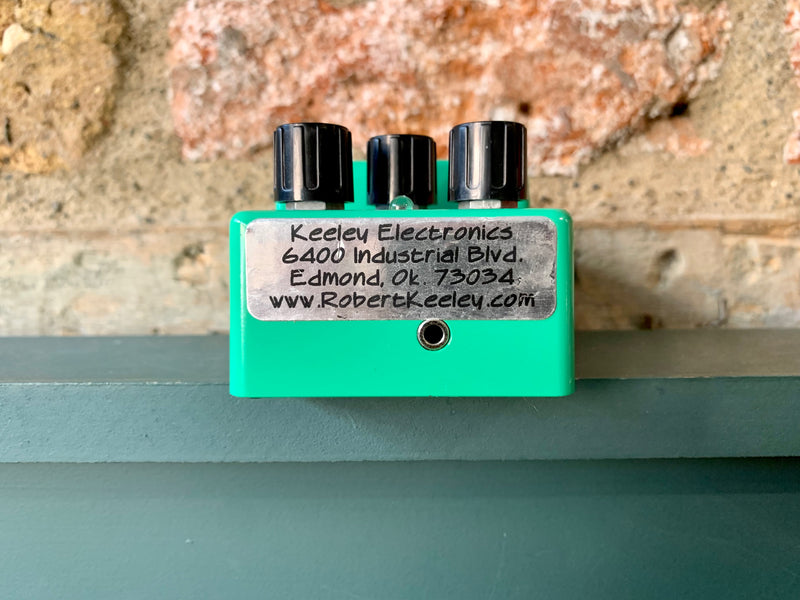 Keeley Electronics
6400 Industrial Blvd.
Edmond, Ok. 73034
www.RobertKeeley.com